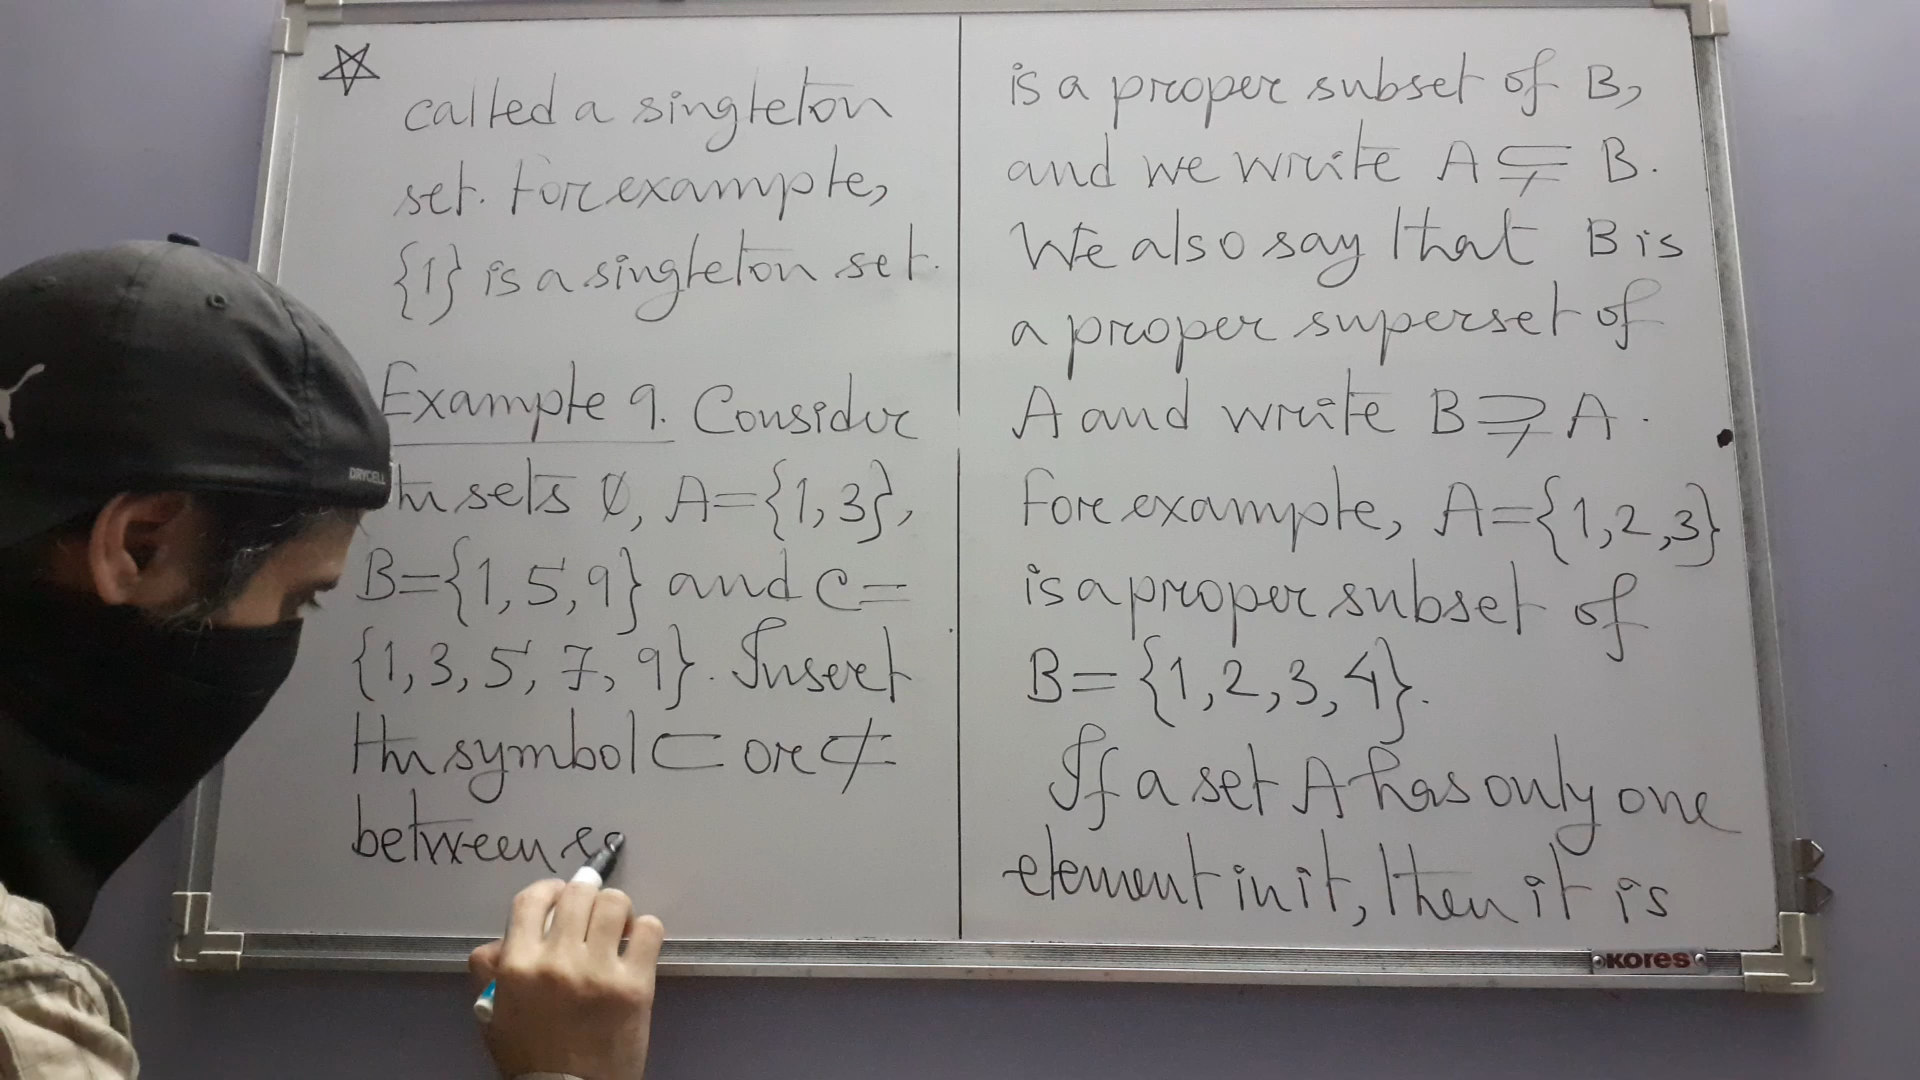 called a singleton
set. For example,
{1} is a singleton set.
Example 9. Consider
the sets ∅, A={1,3},
B={1,5,9} and C=
{1,3,5,7,9}. Insert
the symbol ⊂ or ⊄
between
is a proper subset of B,
and we write A ⊊ B.
We also say that B is
a proper superset of
A and write B ⊋ A.
For example, A={1,2,3}
is a proper subset of
B={1,2,3,4}.
If a set A has only one
element in it, then it is
DRYCELL
KORES